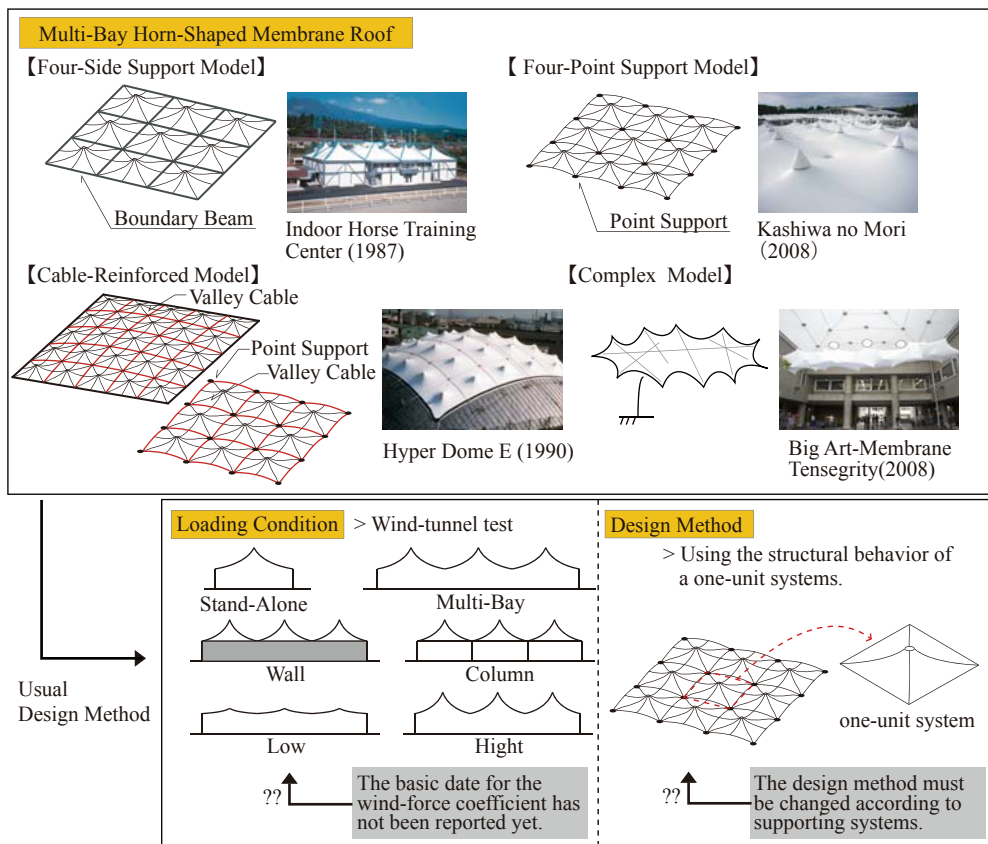 Multi-Bay Horn-Shaped Membrane Roof
【Four-Side Support Model】
Boundary Beam
Indoor Horse Training
Center (1987)
【 Four-Point Support Model】
Point Support
Kashiwa no Mori
（2008）
【Cable-Reinforced Model】
Valley Cable
Point Support
Valley Cable
Hyper Dome E (1990)
【Complex Model】
Big Art-Membrane
Tensegrity(2008)
Usual
Design Method
Loading Condition > Wind-tunnel test
Stand-Alone
Multi-Bay
Wall
Column
Low
Hight
??
The basic date for the
wind-force coefficient has
not been reported yet.
Design Method
> Using the structural behavior of
a one-unit systems.
one-unit system
??
The design method must
be changed according to
supporting systems.